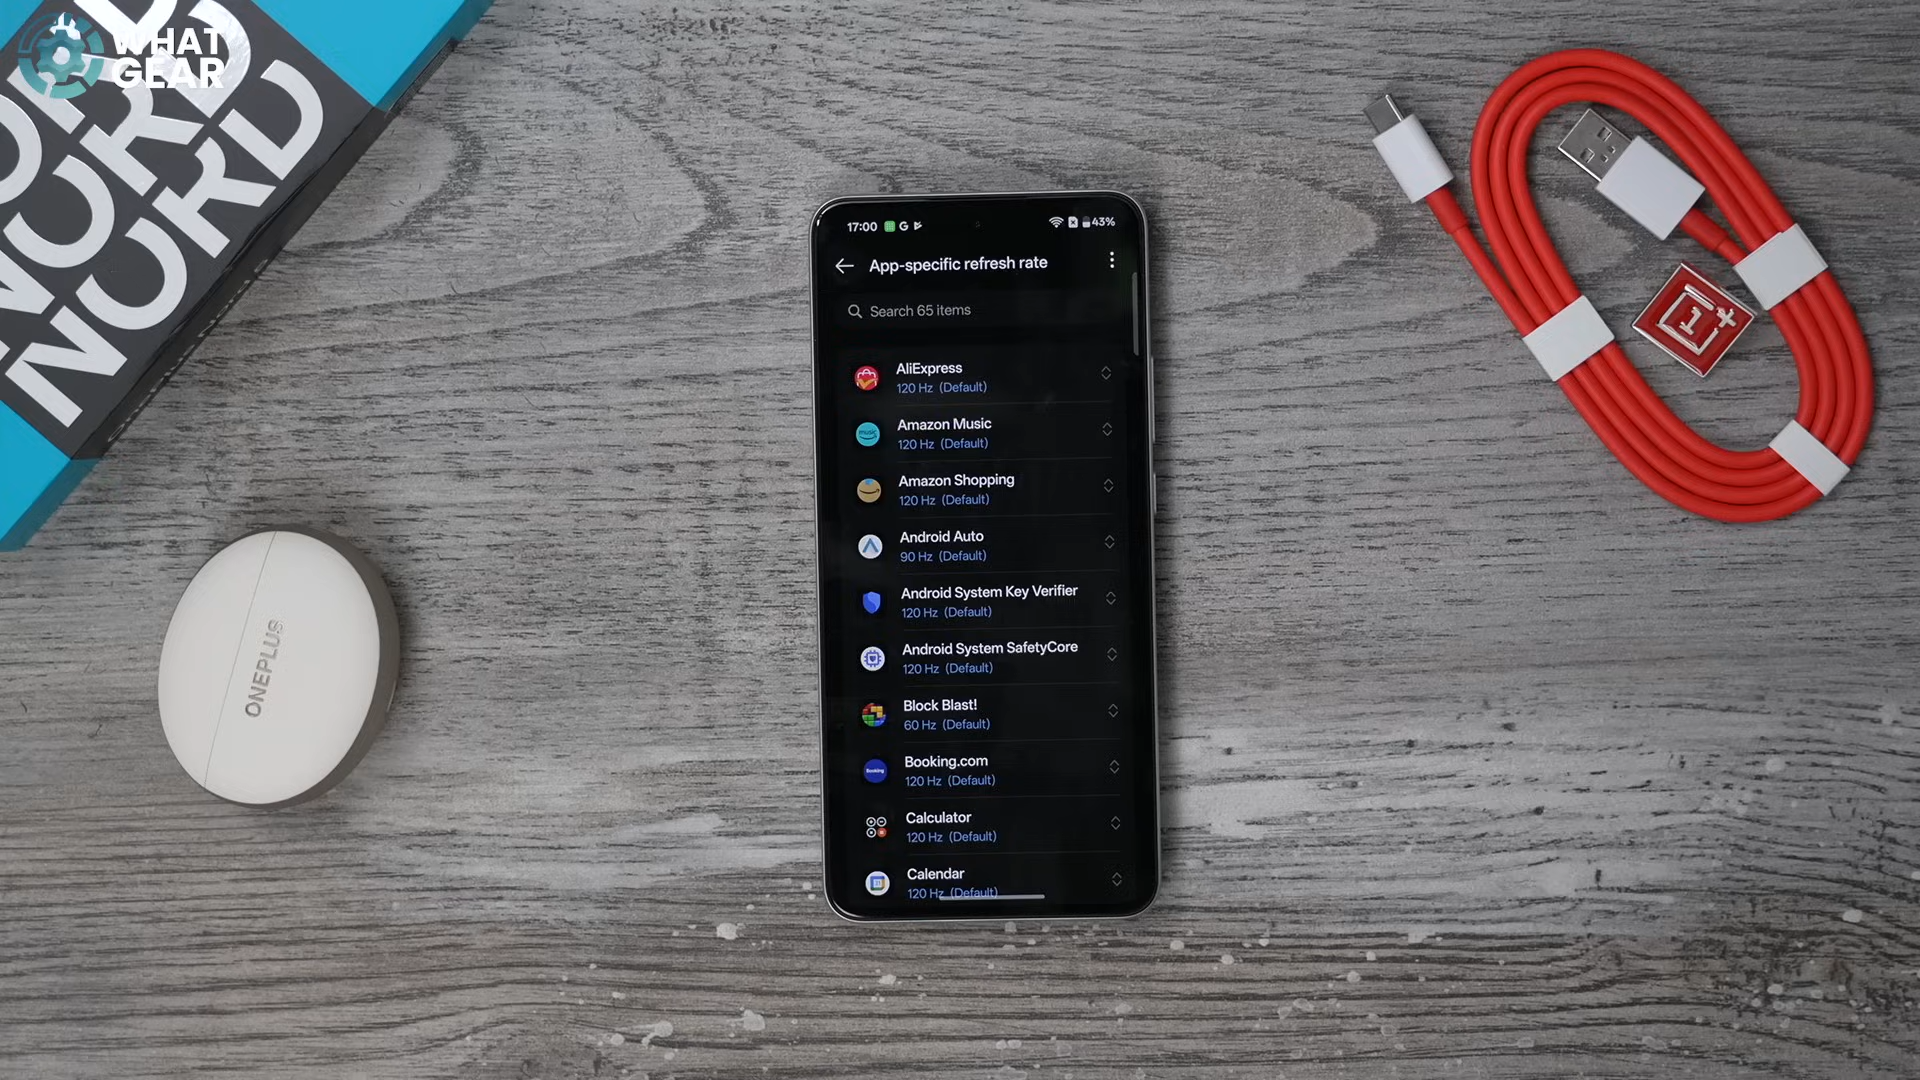 WHAT
GEAR
NORD
NORD
ONEPLUS
17:00
43%
App-specific refresh rate
Search 65 items
AliExpress
120 Hz (Default)
Amazon Music
120 Hz (Default)
Amazon Shopping
120 Hz (Default)
Android Auto
90 Hz (Default)
Android System Key Verifier
120 Hz (Default)
Android System SafetyCore
120 Hz (Default)
Block Blast!
60 Hz (Default)
Booking.com
120 Hz (Default)
Calculator
120 Hz (Default)
Calendar
120 Hz (Default)
1+